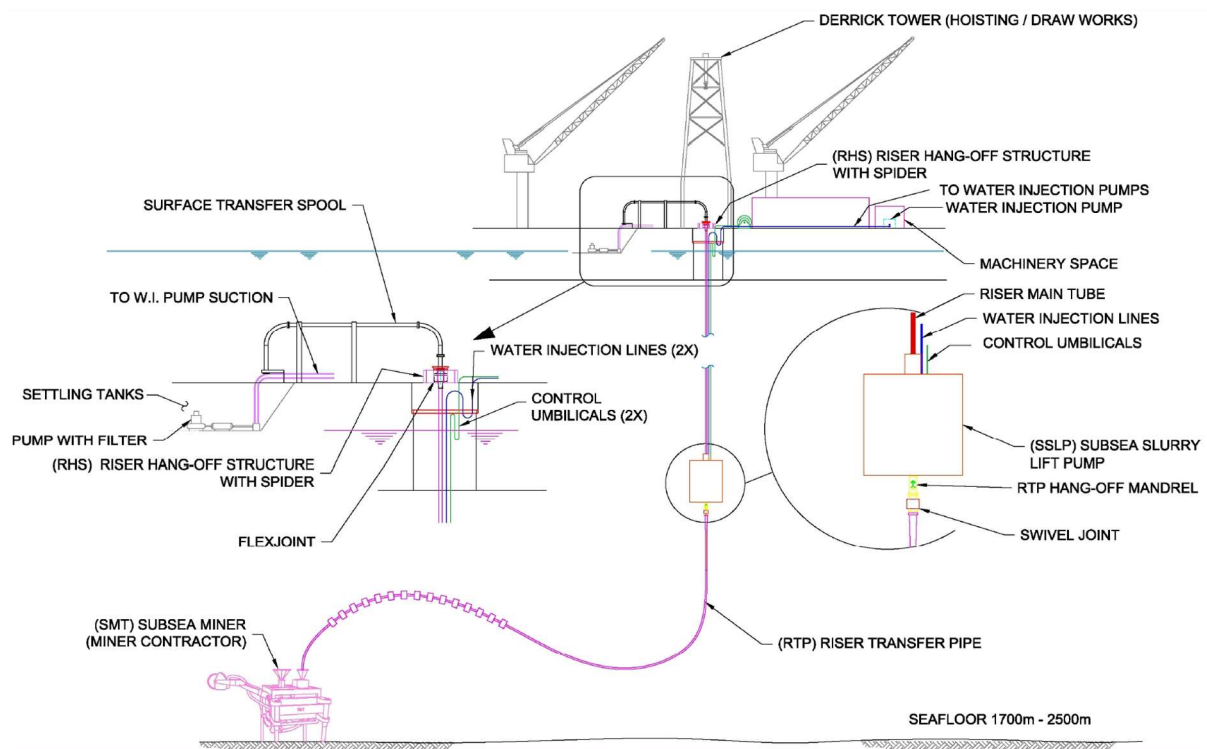 DERRICK TOWER (HOISTING / DRAW WORKS)
(RHS) RISER HANG-OFF STRUCTURE
WITH SPIDER
TO WATER INJECTION PUMPS
WATER INJECTION PUMP
SURFACE TRANSFER SPOOL
MACHINERY SPACE
TO W.I. PUMP SUCTION
RISER MAIN TUBE
WATER INJECTION LINES
CONTROL UMBILICALS
WATER INJECTION LINES (2X)
SETTLING TANKS
CONTROL
UMBILICALS (2X)
PUMP WITH FILTER
(RHS) RISER HANG-OFF STRUCTURE
WITH SPIDER
(SSLP) SUBSEA SLURRY
LIFT PUMP
RTP HANG-OFF MANDREL
FLEXJOINT
SWIVEL JOINT
(SMT) SUBSEA MINER
(MINER CONTRACTOR)
(RTP) RISER TRANSFER PIPE
SEAFLOOR 1700m - 2500m